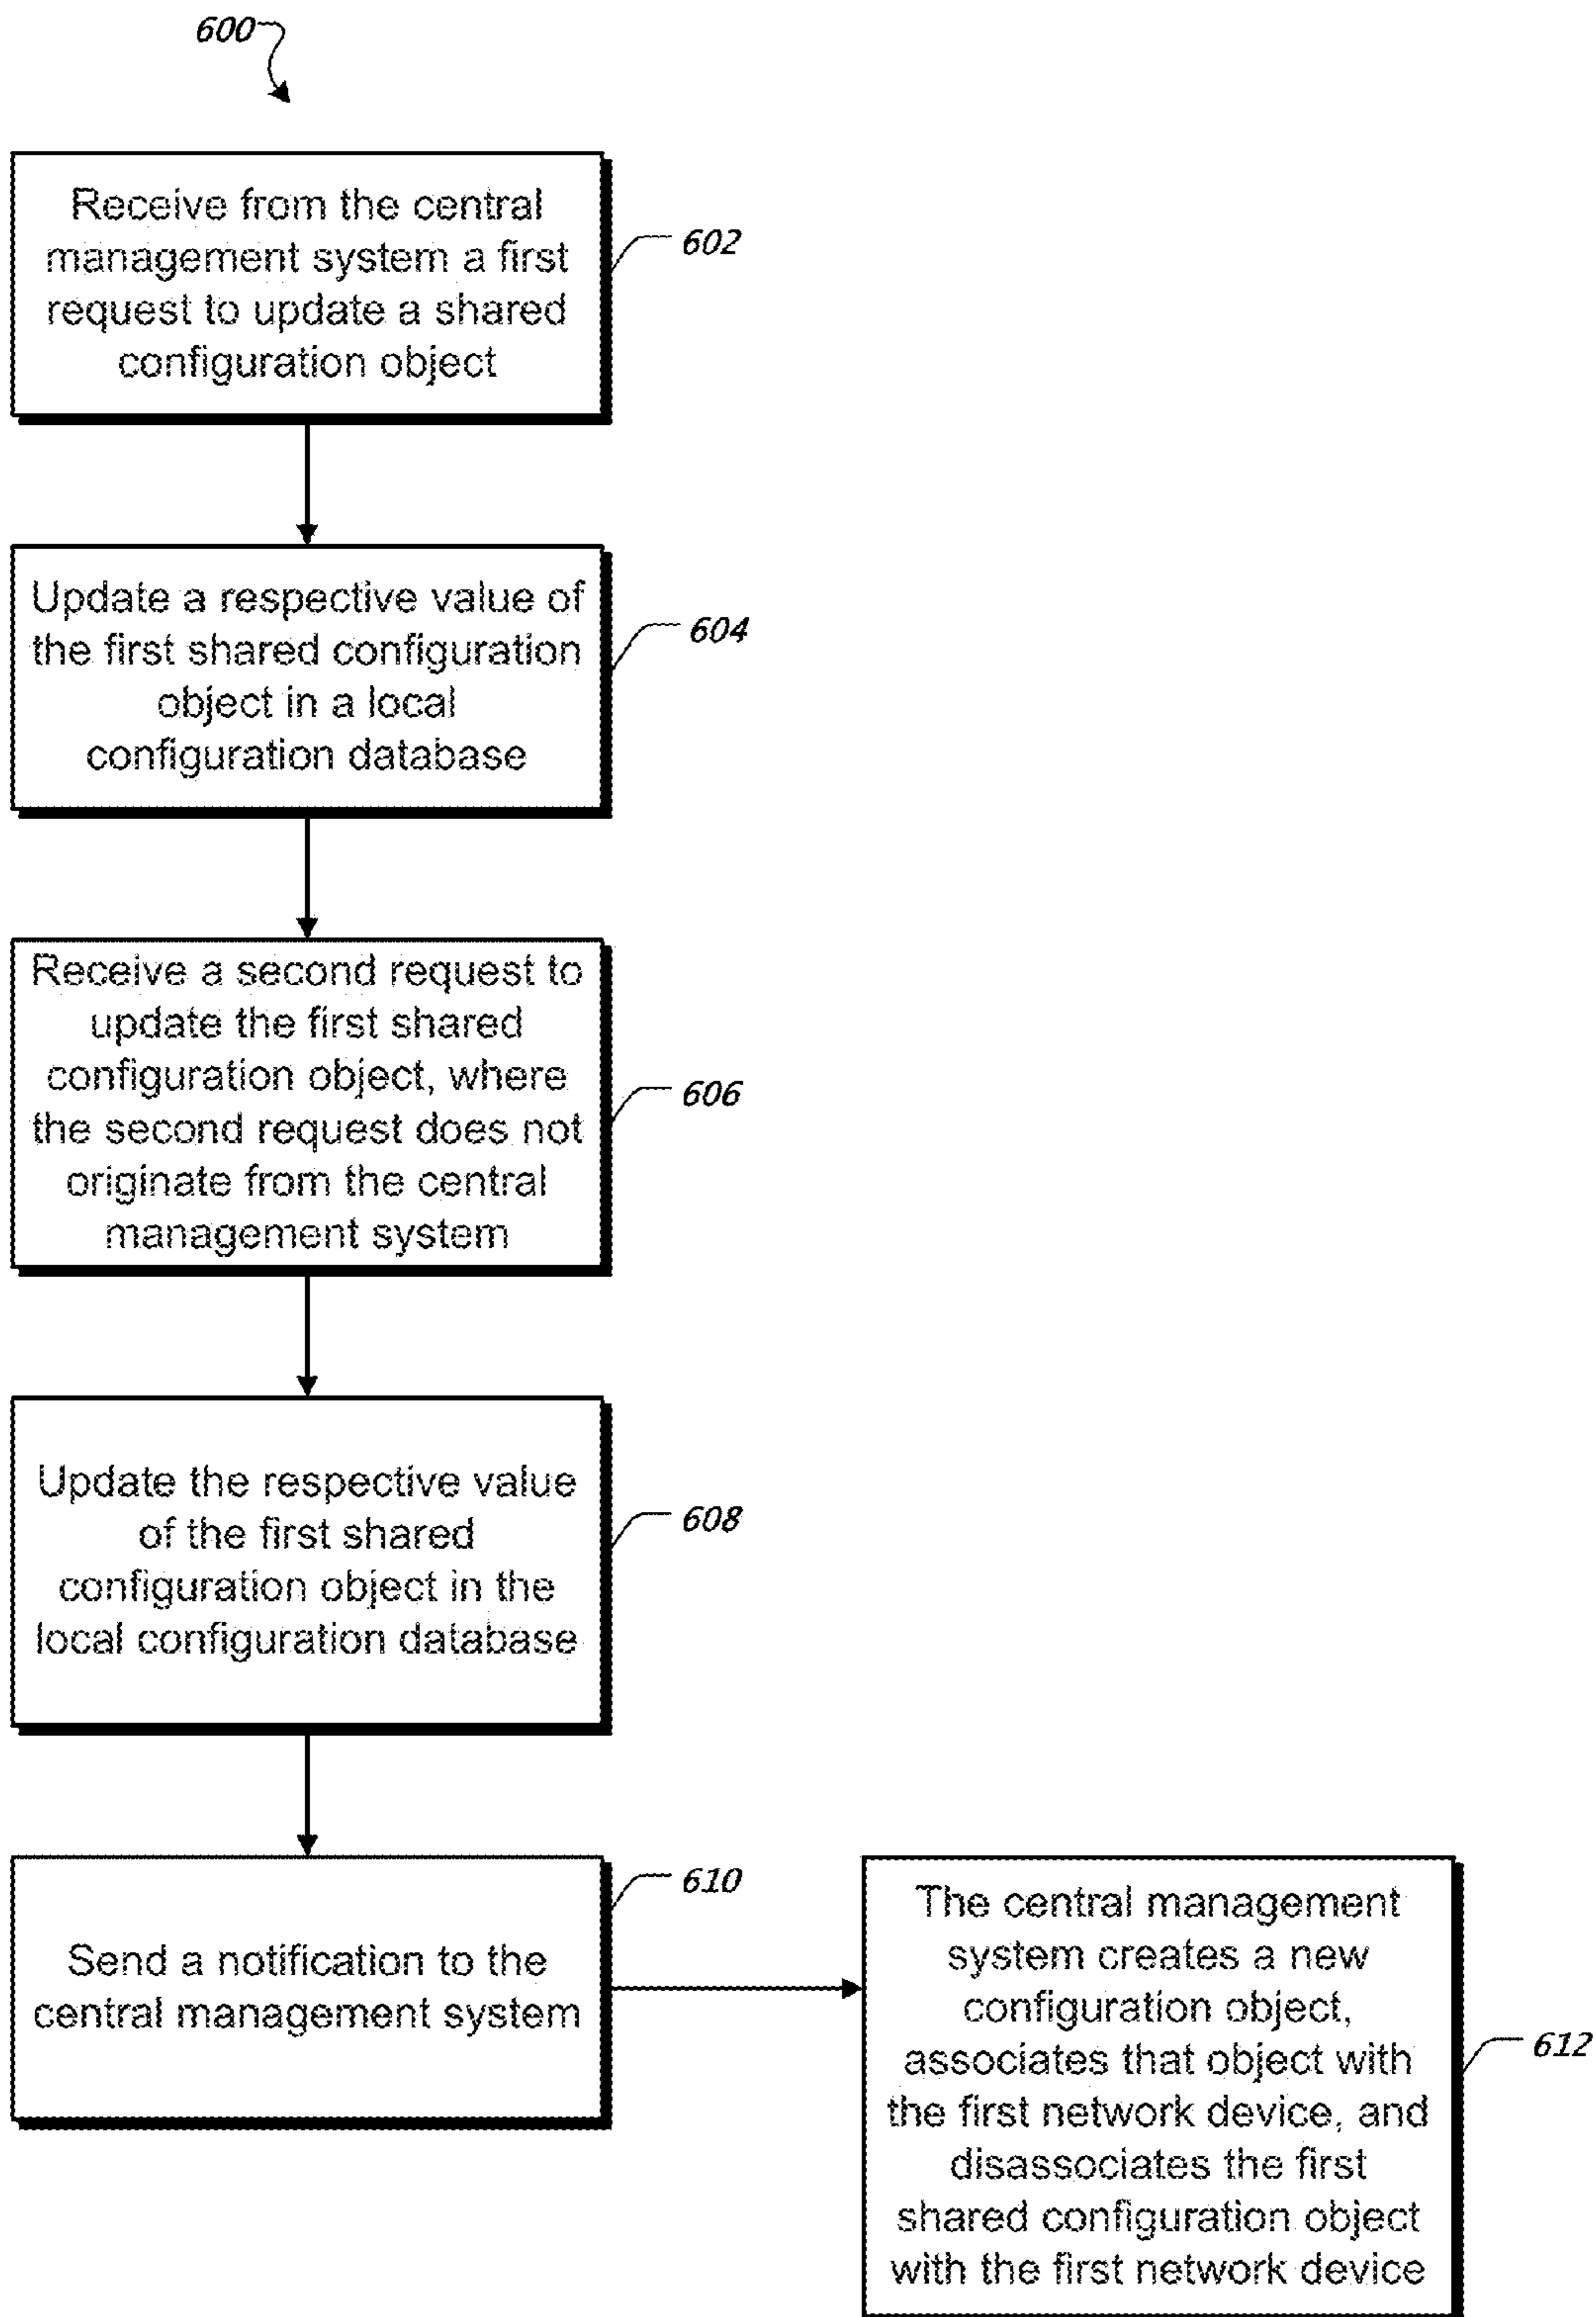 600
Receive from the central
management system a first
request to update a shared
configuration object
602
Update a respective value of
the first shared configuration
object in a local
configuration database
604
Receive a second request to
update the first shared
configuration object, where
the second request does not
originate from the central
management system
606
Update the respective value
of the first shared
configuration object in the
local configuration database
608
Send a notification to the
central management system
610
The central management
system creates a new
configuration object,
associates that object with
the first network device, and
disassociates the first
shared configuration object
with the first network device
612